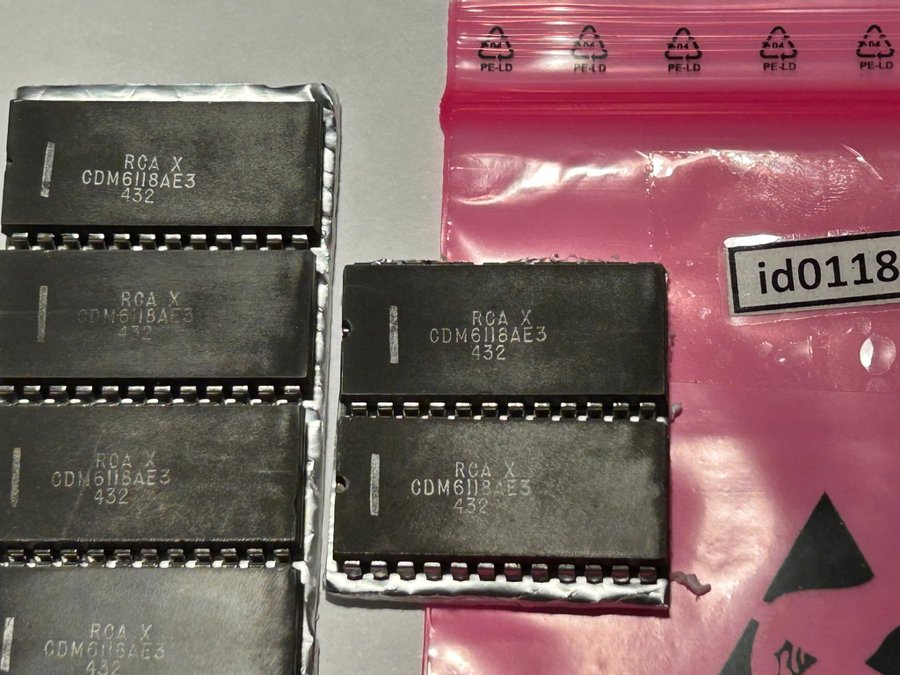 04 04 04 04 04
PE-LD PE-LD PE-LD PE-LD PE-LD
RCA X
CDM6118AE3
432
RCA X
CDM6118AE3
432
RCA X
CDM6118AE3
432
RCA X
CDM6118AE3
432
RCA X
CDM6118AE3
432
RCA X
CDM6118AE3
432
id0118